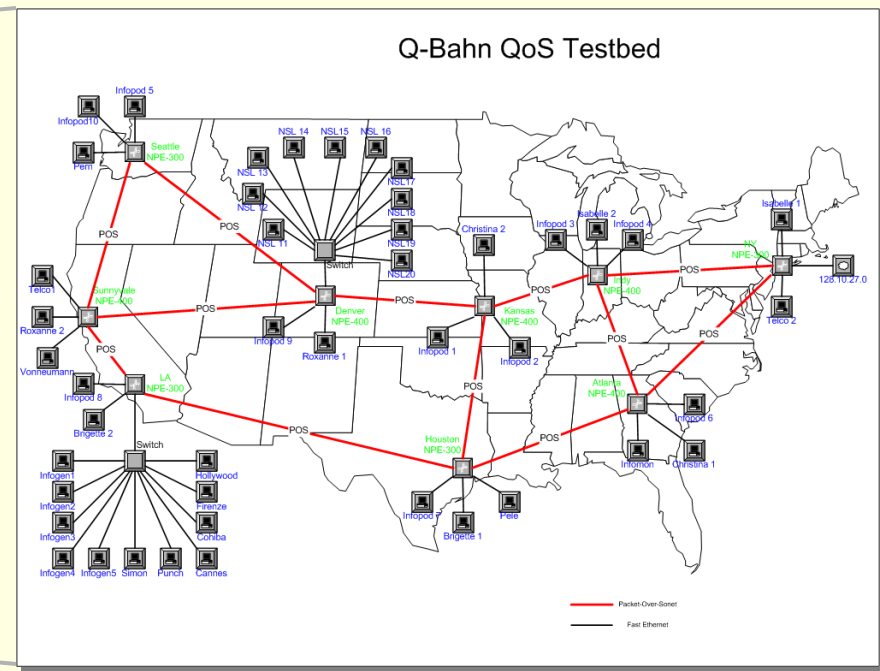 Q-Bahn QoS Testbed
Infopod 5
Infopod10
Seattle
NPE-300
Pem
NSL 14
NSL15
NSL 16
NSL 13
NSL17
NSL 12
NSL18
NSL 11
NSL19
NSL20
Switch
Christina 2
Infopod 3
Isabelle 2
Infopod 4
Isabelle 1
NY
NPE-300
128.10.27.0
Telco 2
POS
POS
POS
POS
Indy
NPE-400
Telco1
Sunnyvale
NPE-400
POS
Denver
NPE-400
POS
Kansas
NPE-400
Roxanne 2
Infopod 9
Roxanne 1
Infopod 1
Infopod 2
POS
POS
Vonneumann
POS
LA
NPE-300
Infopod 8
POS
Atlanta
NPE-400
Brigette 2
Infopod 6
POS
Houston
NPE-300
POS
Infomon
Christina 1
Switch
Infogen1
Hollywood
Infogen2
Firenze
Infogen3
Cohiba
Infogen4
Infogen5
Simon
Punch
Cannes
Infopod 7
Brigette 1
Pele
Packet-Over-Sonet
Fast Ethernet